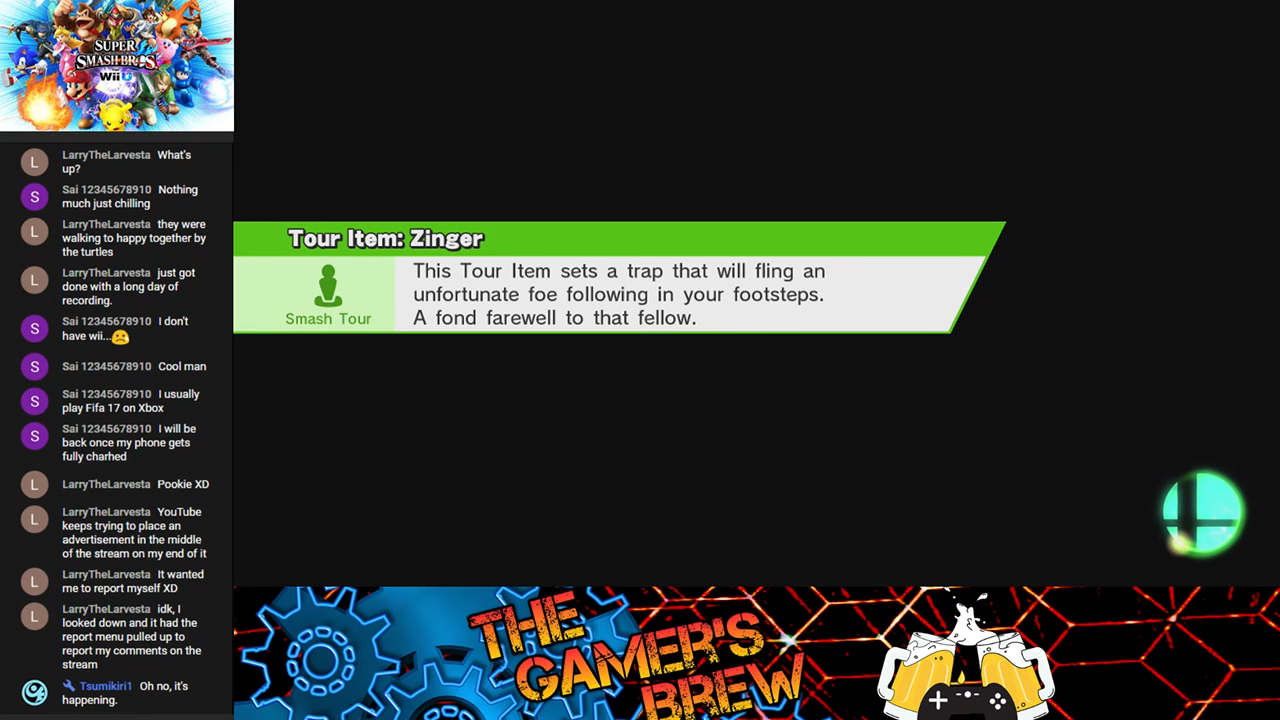 SUPER
SMASH BROS.
Wii U
LarryTheLarvesta What's
up?
Sai 12345678910 Nothing
much just chilling
LarryTheLarvesta they were
walking to happy together by
the turtles
LarryTheLarvesta just got
done with a long day of
recording.
Sai 12345678910 I don't
have wii...
Sai 12345678910 Cool man
Sai 12345678910 I usually
play Fifa 17 on Xbox
Sai 12345678910 I will be
back once my phone gets
fully charhed
LarryTheLarvesta Pookie XD
LarryTheLarvesta YouTube
keeps trying to place an
advertisement in the middle
of the stream on my end of it
LarryTheLarvesta It wanted
me to report myself XD
LarryTheLarvesta idk, I
looked down and it had the
report menu pulled up to
report my comments on the
stream
Tsumikiri1 Oh no, it's
happening.
L
S
L
L
S
S
S
S
L
L
L
L
Tour Item: Zinger
Smash Tour
This Tour Item sets a trap that will fling an
unfortunate foe following in your footsteps.
A fond farewell to that fellow.
THE
GAMER'S
BREW